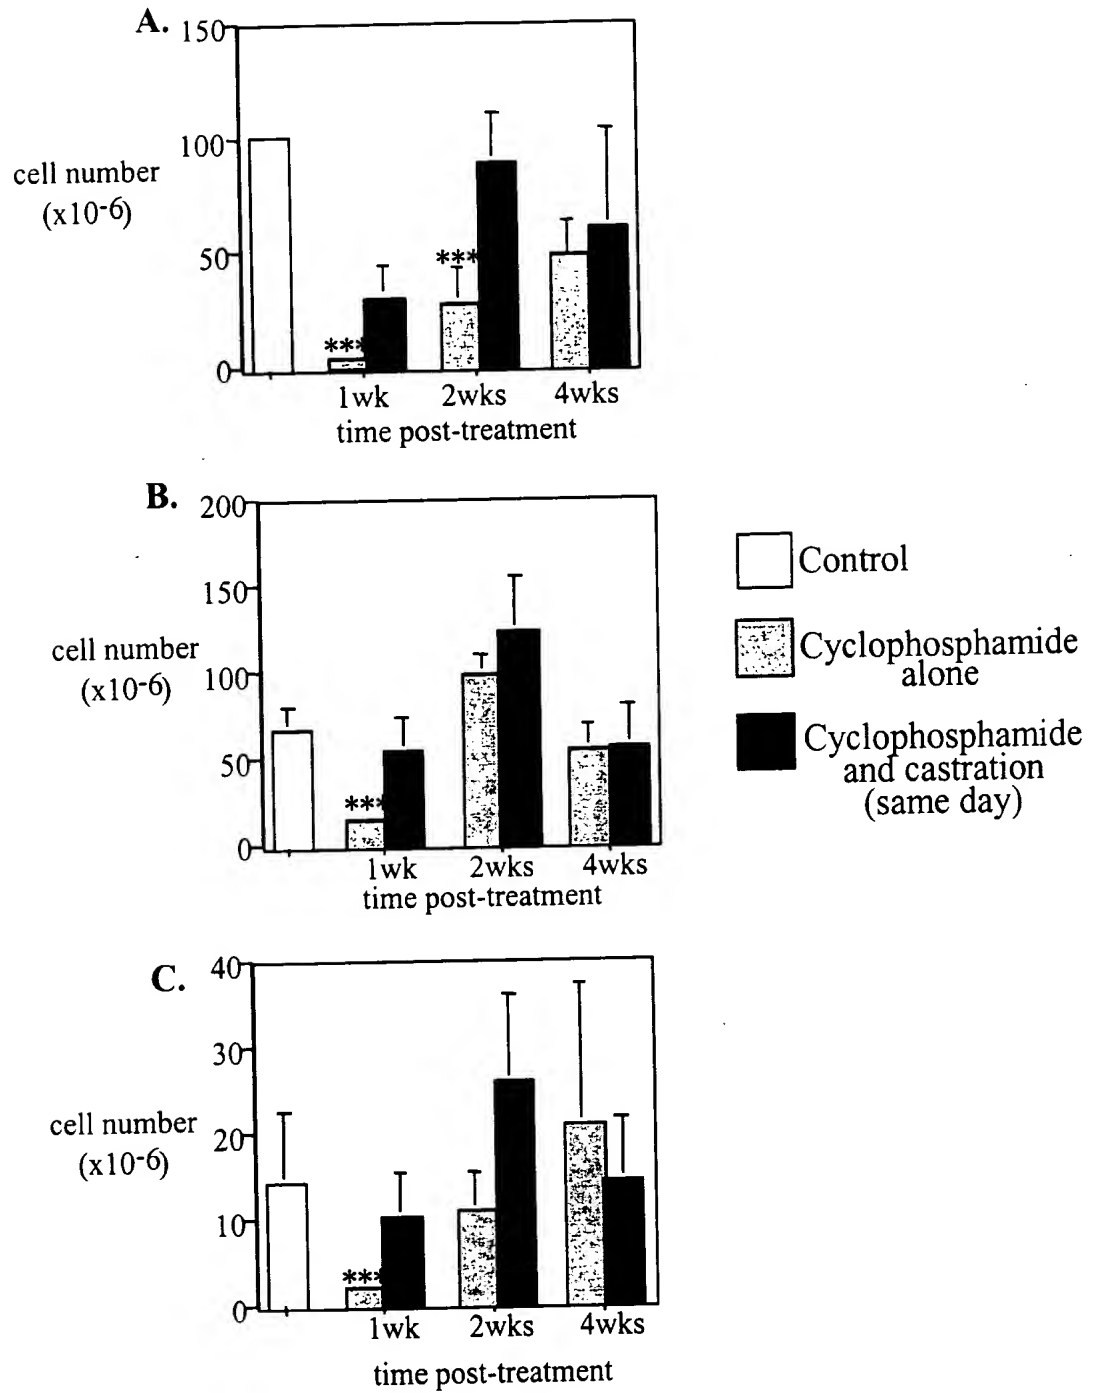 A.
150
100
50
0
cell number
(x10-6)
***
***
1wk 2wks 4wks
time post-treatment
B.
200
150
100
50
0
cell number
(x10-6)
***
1wk 2wks 4wks
time post-treatment
Control
Cyclophosphamide
alone
Cyclophosphamide
and castration
(same day)
C.
40
30
20
10
0
cell number
(x10-6)
***
1wk 2wks 4wks
time post-treatment